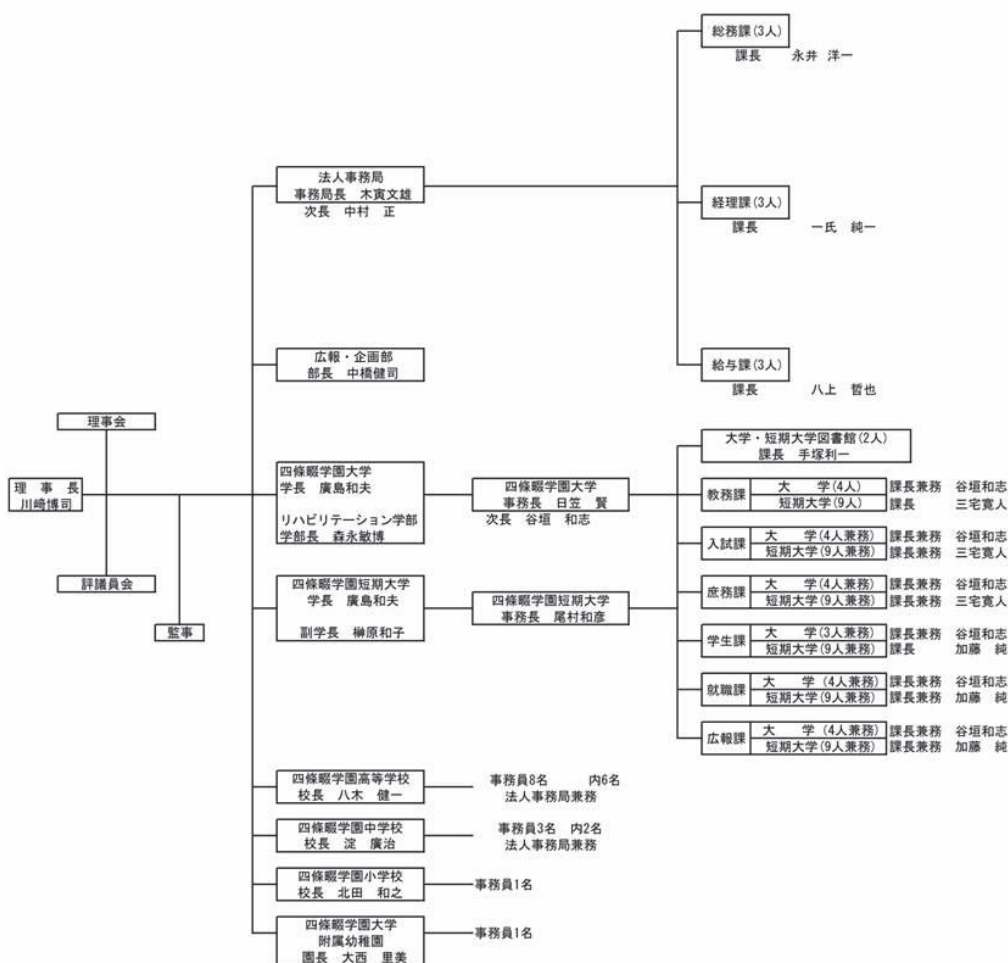 総務課(3人)
課長 永井 洋一
法人事務局
事務局長 木寅文雄
次長 中村 正
経理課(3人)
課長 一氏 純一
広報・企画部
部長 中橋健司
給与課(3人)
課長 八上 哲也
理事会
理 事 長
川﨑博司
評議員会
監事
四條畷学園大学
学長 廣島和夫
リハビリテーション学部
学部長 森永敏博
四條畷学園大学
事務長 日笠 賢
次長 谷垣 和志
四條畷学園短期大学
学長 廣島和夫
副学長 榊原和子
四條畷学園短期大学
事務長 尾村和彦
大学・短期大学図書館(2人)
課長 手塚利一
教務課
大 学(4人) 課長兼務 谷垣和志
短期大学(9人) 課長 三宅寛人
入試課
大 学(4人兼務) 課長兼務 谷垣和志
短期大学(9人兼務) 課長兼務 三宅寛人
庶務課
大 学(4人兼務) 課長兼務 谷垣和志
短期大学(9人兼務) 課長兼務 三宅寛人
学生課
大 学(3人兼務) 課長兼務 谷垣和志
短期大学(9人兼務) 課長 加藤 純
就職課
大 学 (4人兼務) 課長兼務 谷垣和志
短期大学(9人兼務) 課長兼務 加藤 純
広報課
大 学 (4人兼務) 課長兼務 谷垣和志
短期大学(9人兼務) 課長兼務 加藤 純
四條畷学園高等学校
校長 八木 健一
事務員8名 内6名
法人事務局兼務
四條畷学園中学校
校長 淀 廣治
事務員3名 内2名
法人事務局兼務
四條畷学園小学校
校長 北田 和之
事務員1名
四條畷学園大学
附属幼稚園
園長 大西 里美
事務員1名